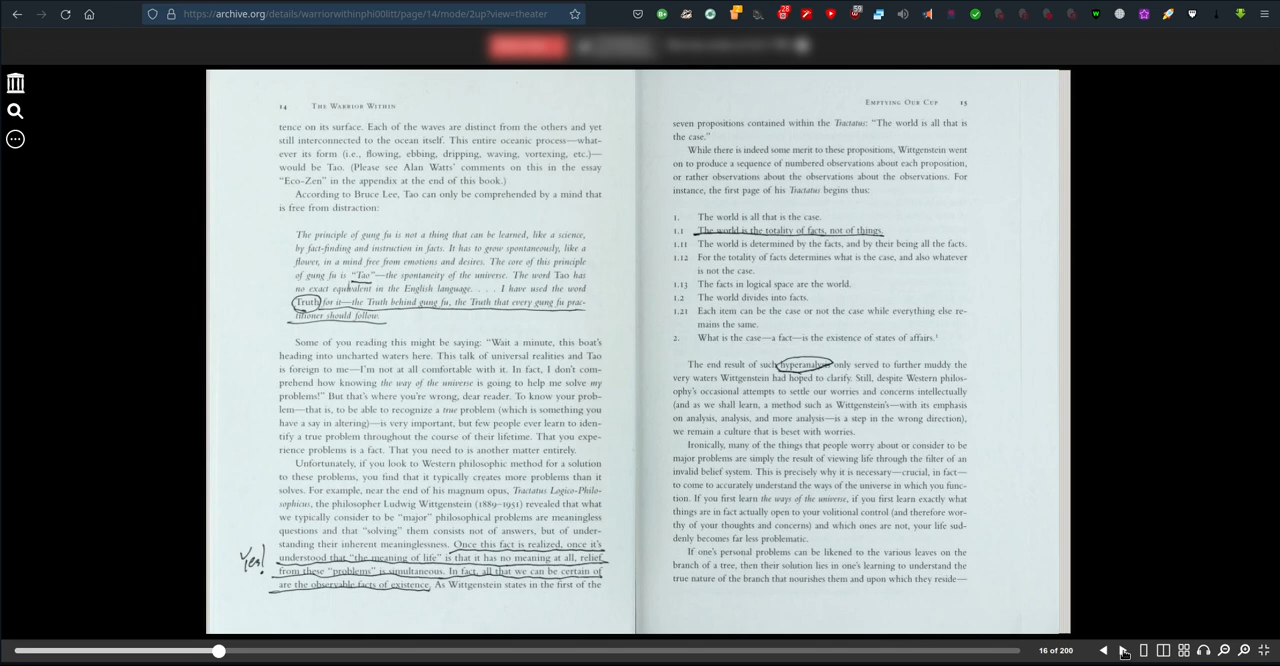 https://archive.org/details/warriorwithinphi00litt/page/14/mode/2up?view=theater
28
59
14 THE WARRIOR WITHIN
tence on its surface. Each of the waves are distinct from the others and yet
still interconnected to the ocean itself. This entire oceanic process—what-
ever its form (i.e., flowing, ebbing, dripping, waving, vortexing, etc.)—
would be Tao. (Please see Alan Watts’ comments on this in the essay
“Eco-Zen” in the appendix at the end of this book.)
According to Bruce Lee, Tao can only be comprehended by a mind that
is free from distraction:
The principle of gung fu is not a thing that can be learned, like a science,
by fact-finding and instruction in facts. It has to grow spontaneously, like a
flower, in a mind free from emotions and desires. The core of this principle
of gung fu is “Tao”—the spontaneity of the universe. The word Tao has
no exact equivalent in the English language. . . . I have used the word
Truth for it—the Truth behind gung fu, the Truth that every gung fu prac-
titioner should follow.
Some of you reading this might be saying: “Wait a minute, this boat’s
heading into uncharted waters here. This talk of universal realities and Tao
is foreign to me—I’m not at all comfortable with it. In fact, I don’t com-
prehend how knowing the way of the universe is going to help me solve my
problems!” But that’s where you’re wrong, dear reader. To know your prob-
lem—that is, to be able to recognize a true problem (which is something you
have a say in altering)—is very important, but few people ever learn to iden-
tify a true problem throughout the course of their lifetime. That you expe-
rience problems is a fact. That you need to is another matter entirely.
Unfortunately, if you look to Western philosophic method for a solution
to these problems, you find that it typically creates more problems than it
solves. For example, near the end of his magnum opus, Tractatus Logico-Philo-
sophicus, the philosopher Ludwig Wittgenstein (1889–1951) revealed that what
we typically consider to be “major” philosophical problems are meaningless
questions and that “solving” them consists not of answers, but of under-
standing their inherent meaninglessness. Once this fact is realized, once it’s
Yes! understood that “the meaning of life” is that it has no meaning at all, relief
from these “problems” is simultaneous. In fact, all that we can be certain of
are the observable facts of existence. As Wittgenstein states in the first of the
EMPTYING OUR CUP 15
seven propositions contained within the Tractatus: “The world is all that is
the case.”
While there is indeed some merit to these propositions, Wittgenstein went
on to produce a sequence of numbered observations about each proposition,
or rather observations about the observations about the observations. For
instance, the first page of his Tractatus begins thus:
1. The world is all that is the case.
1.1 The world is the totality of facts, not of things.
1.11 The world is determined by the facts, and by their being all the facts.
1.12 For the totality of facts determines what is the case, and also whatever
is not the case.
1.13 The facts in logical space are the world.
1.2 The world divides into facts.
1.21 Each item can be the case or not the case while everything else re-
mains the same.
2. What is the case—a fact—is the existence of states of affairs.¹
The end result of such hyperanalysis only served to further muddy the
very waters Wittgenstein had hoped to clarify. Still, despite Western philos-
ophy’s occasional attempts to settle our worries and concerns intellectually
(and as we shall learn, a method such as Wittgenstein’s—with its emphasis
on analysis, analysis, and more analysis—is a step in the wrong direction),
we remain a culture that is beset with worries.
Ironically, many of the things that people worry about or consider to be
major problems are simply the result of viewing life through the filter of an
invalid belief system. This is precisely why it is necessary—crucial, in fact—
to come to accurately understand the ways of the universe in which you func-
tion. If you first learn the ways of the universe, if you first learn exactly what
things are in fact actually open to your volitional control (and therefore wor-
thy of your thoughts and concerns) and which ones are not, your life sud-
denly becomes far less problematic.
If one’s personal problems can be likened to the various leaves on the
branch of a tree, then their solution lies in one’s learning to understand the
true nature of the branch that nourishes them and upon which they reside—
16 of 200